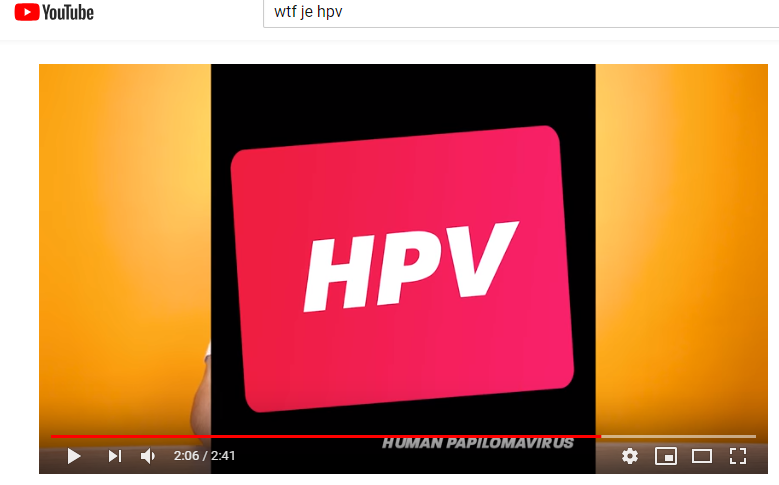 YouTube
wtf je hpv
HPV
HUMAN PAPILOMAVIRUS
2:06 / 2:41